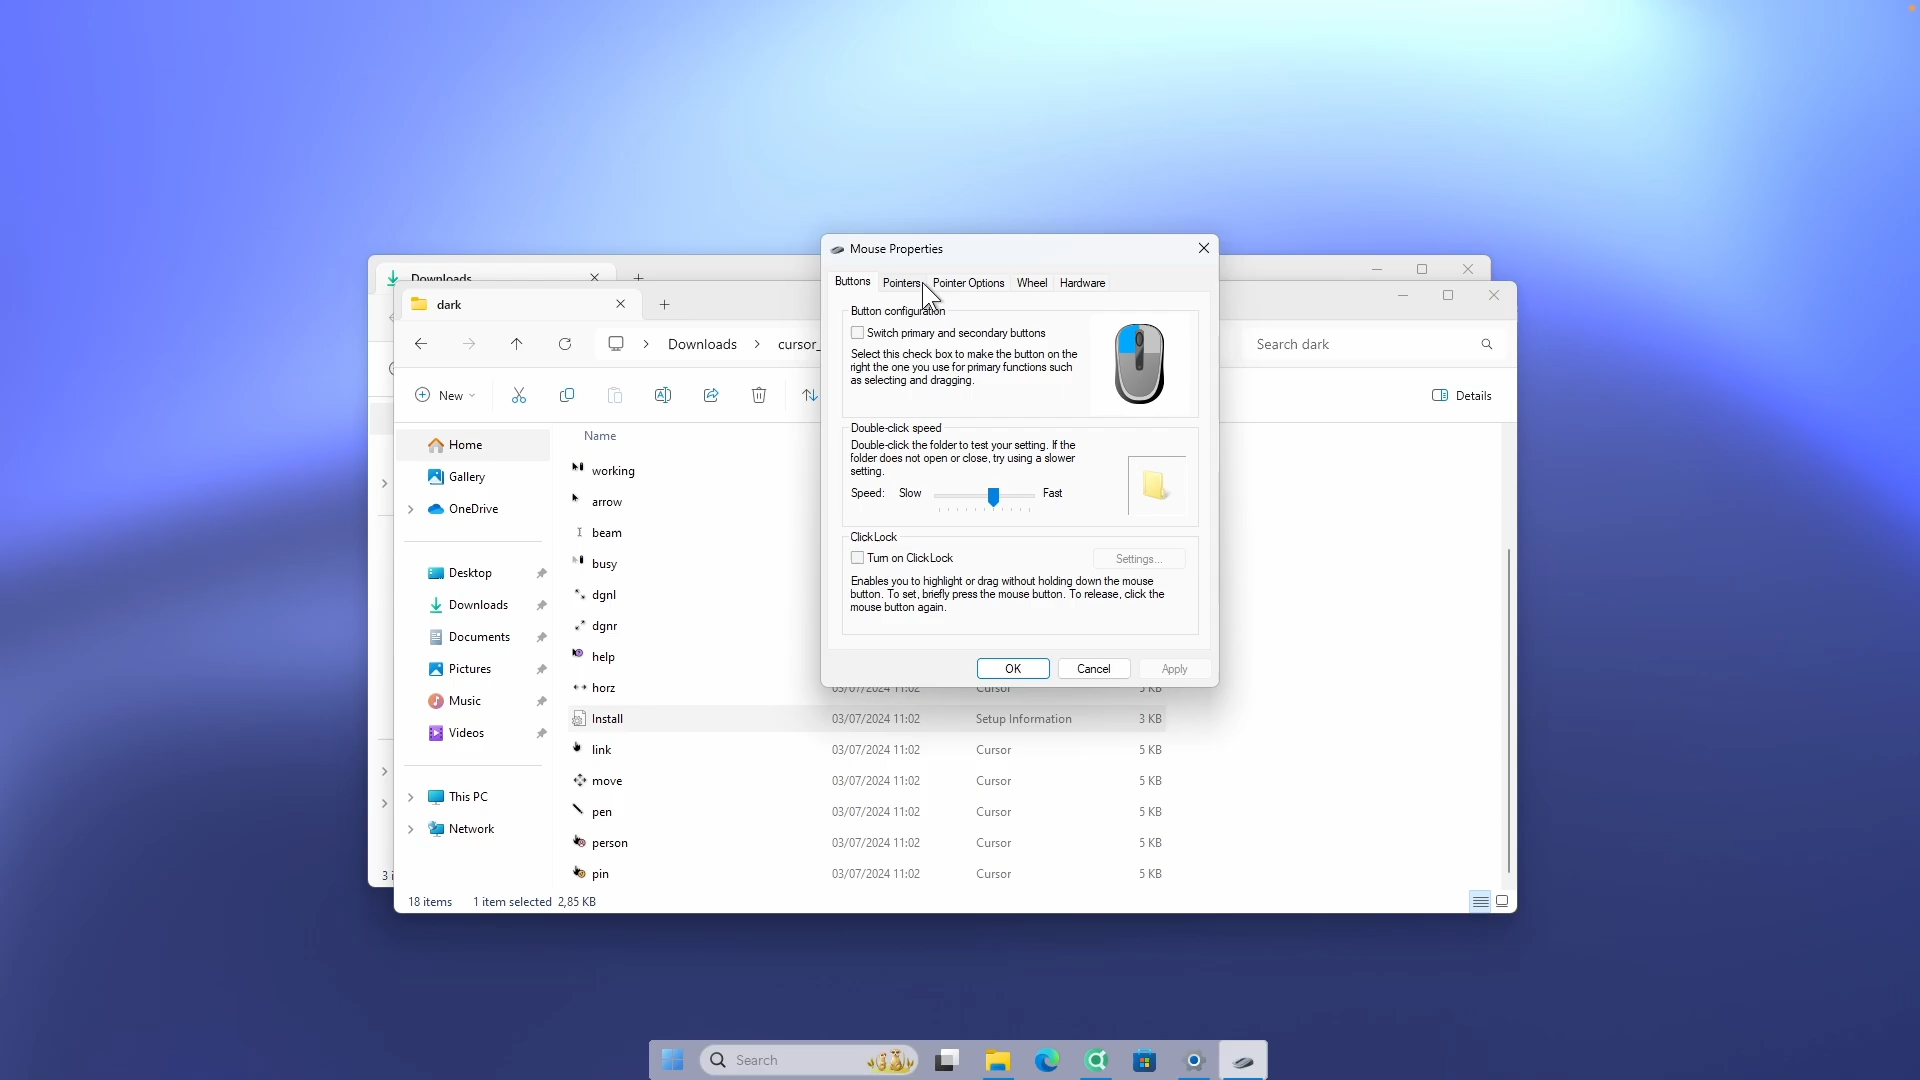 Mouse Properties
Buttons
Pointers
Pointer Options
Wheel
Hardware
Button configuration
Switch primary and secondary buttons
Select this check box to make the button on the
right the one you use for primary functions such
as selecting and dragging.
Double-click speed
Double-click the folder to test your setting. If the
folder does not open or close, try using a slower
setting.
Speed: Slow Fast
ClickLock
Turn on ClickLock
Settings...
Enables you to highlight or drag without holding down the mouse
button. To set, briefly press the mouse button. To release, click the
mouse button again.
OK
Cancel
Apply
Downloads
dark
Downloads
cursor_
Search dark
New
Details
Home
Gallery
OneDrive
Desktop
Downloads
Documents
Pictures
Music
Videos
This PC
Network
Name
working
arrow
beam
busy
dgnl
dgnr
help
horz 03/07/2024 11:02 Cursor 5 KB
Install 03/07/2024 11:02 Setup Information 3 KB
link 03/07/2024 11:02 Cursor 5 KB
move 03/07/2024 11:02 Cursor 5 KB
pen 03/07/2024 11:02 Cursor 5 KB
person 03/07/2024 11:02 Cursor 5 KB
pin 03/07/2024 11:02 Cursor 5 KB
3 i
18 items 1 item selected 2,85 KB
Search